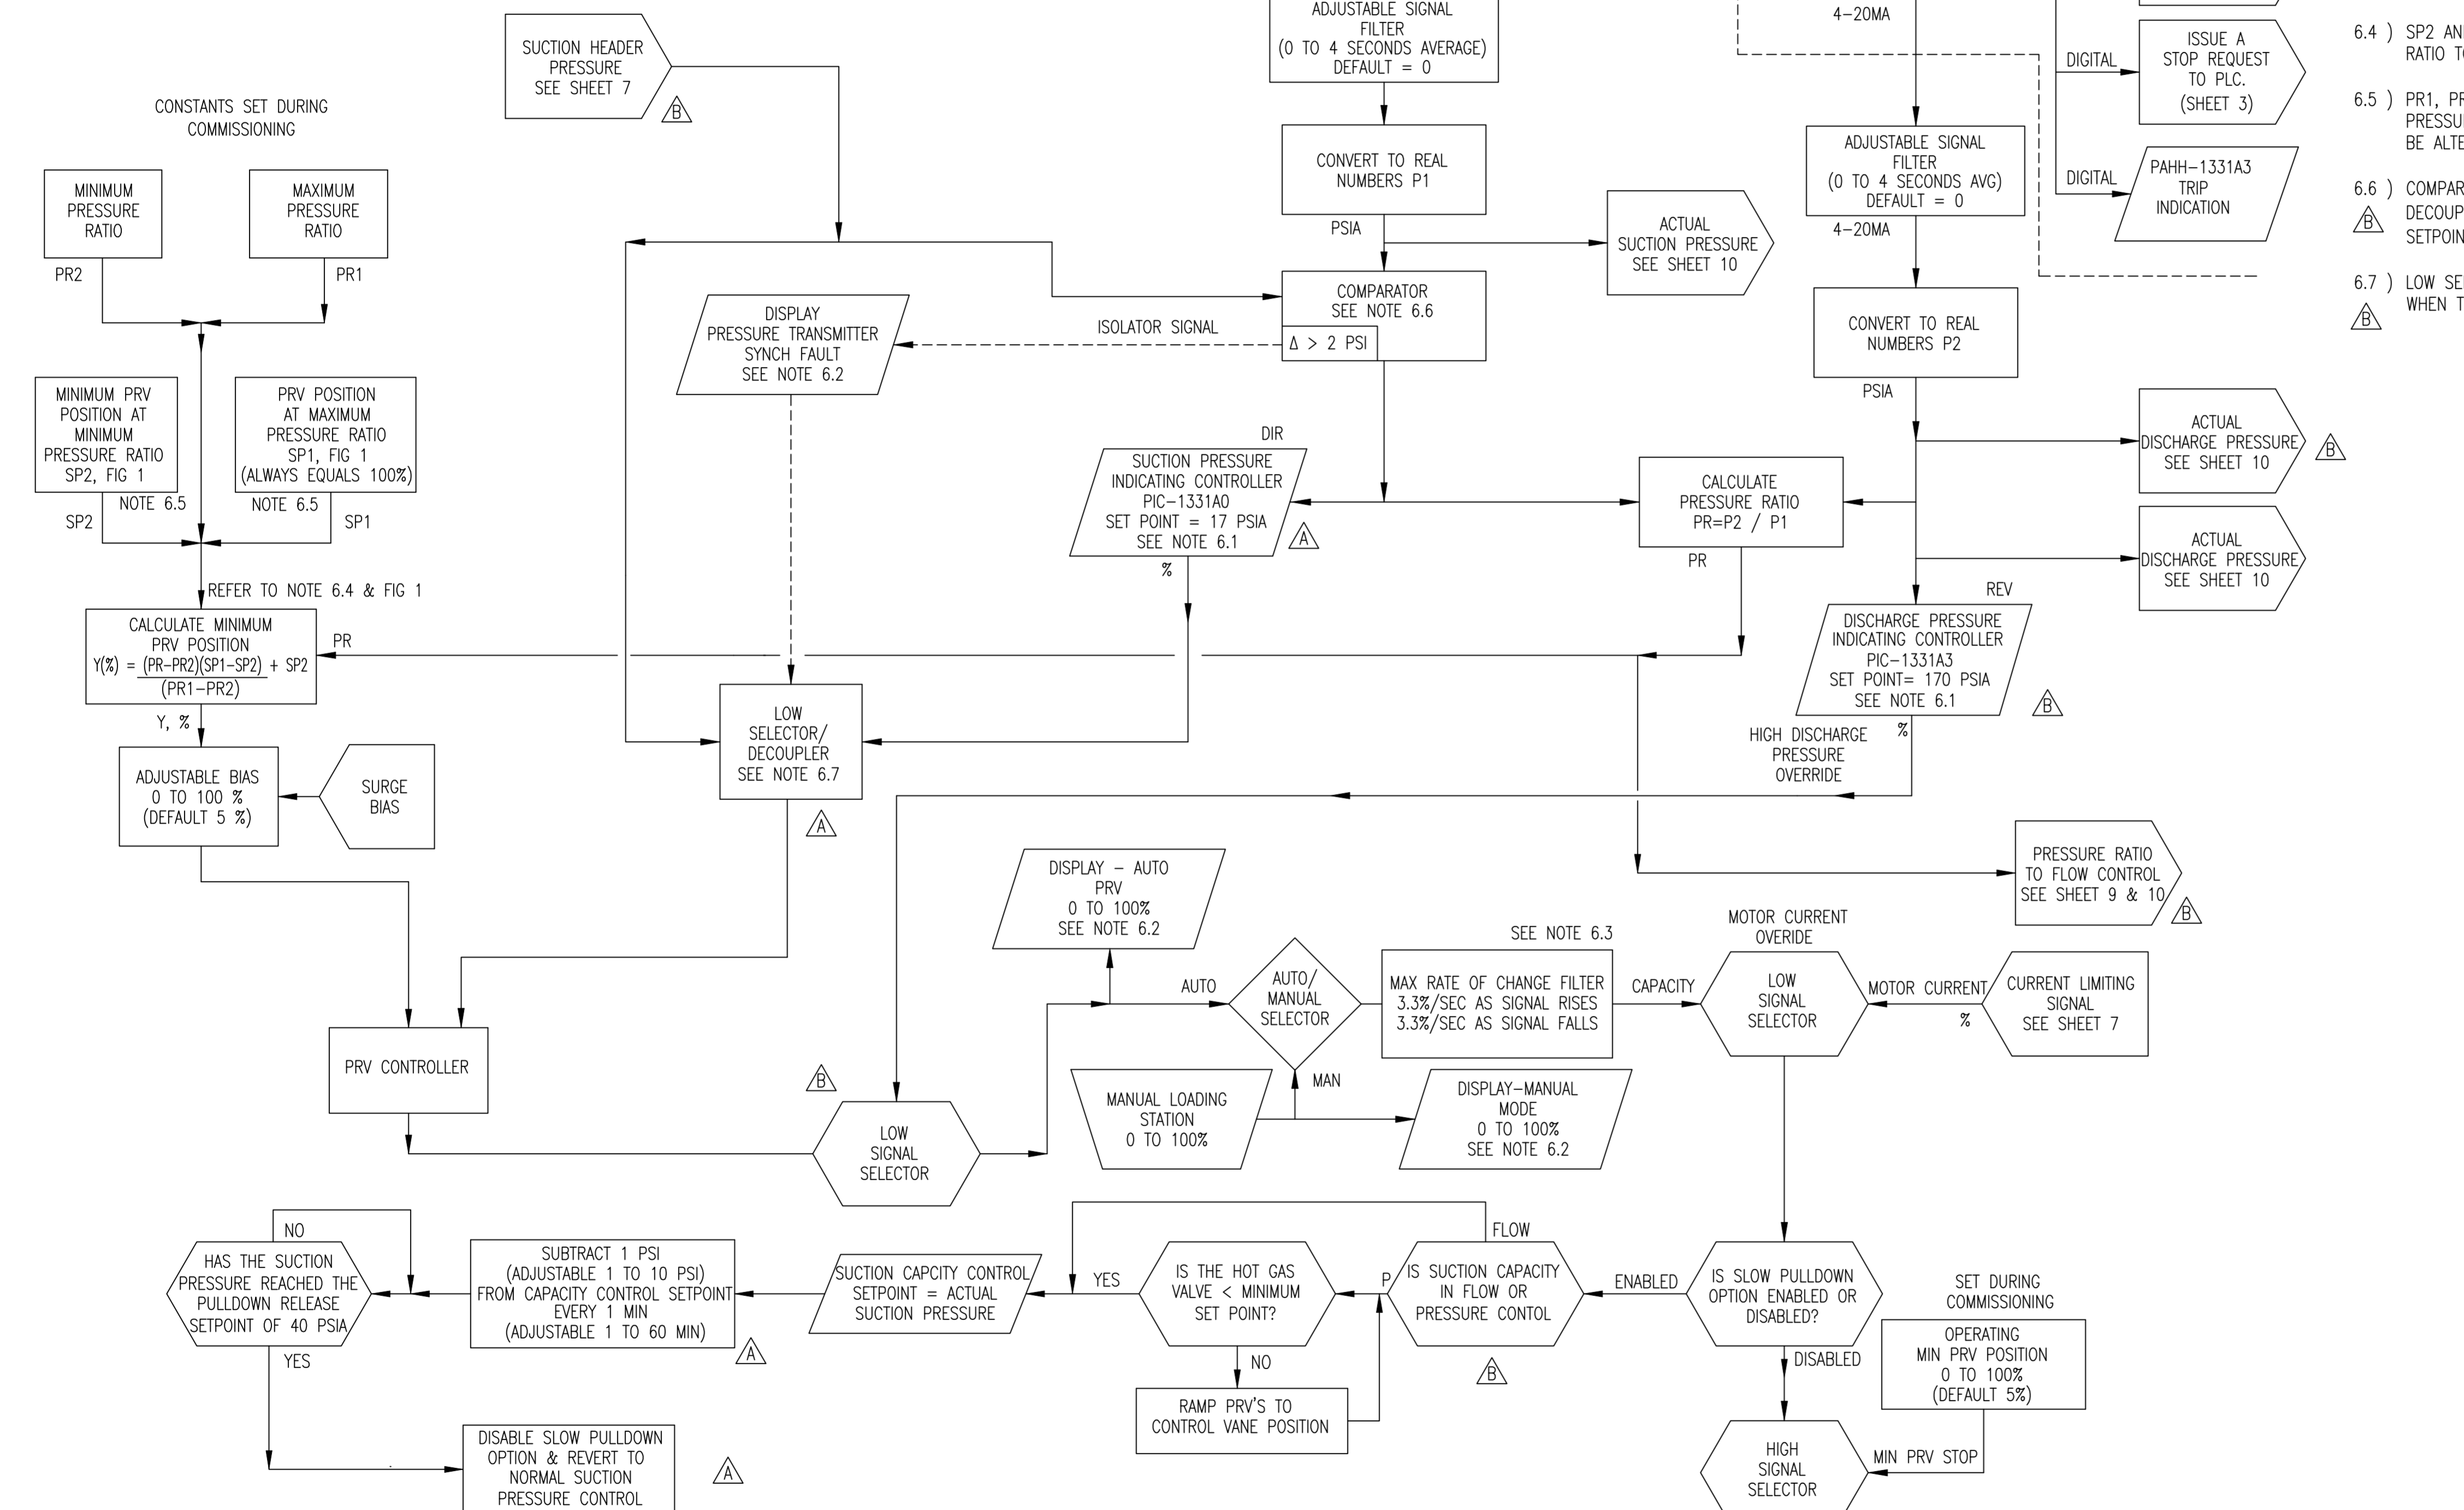 ADJUSTABLE SIGNAL
FILTER
(0 TO 4 SECONDS AVERAGE)
DEFAULT = 0
4-20MA
SUCTION HEADER
PRESSURE
SEE SHEET 7
B
CONSTANTS SET DURING
COMMISSIONING
DIGITAL
ISSUE A
STOP REQUEST
TO PLC.
(SHEET 3)
6.4 ) SP2
6.5 ) PR1,
6.6 )
B
6.7 ) LOW
WHEN
B
CONVERT TO REAL
NUMBERS P1
PSIA
ADJUSTABLE SIGNAL
FILTER
(0 TO 4 SECONDS AVG)
DEFAULT = 0
4-20MA
DIGITAL
PAHH-1331A3
TRIP
INDICATION
MINIMUM
PRESSURE
RATIO
PR2
MAXIMUM
PRESSURE
RATIO
PR1
ACTUAL
SUCTION PRESSURE
SEE SHEET 10
COMPARATOR
SEE NOTE 6.6
Δ > 2 PSI
ISOLATOR SIGNAL
DISPLAY
PRESSURE TRANSMITTER
SYNCH FAULT
SEE NOTE 6.2
CONVERT TO REAL
NUMBERS P2
PSIA
MINIMUM PRV
POSITION AT
MINIMUM
PRESSURE RATIO
SP2, FIG 1
NOTE 6.5
SP2
PRV POSITION
AT MAXIMUM
PRESSURE RATIO
SP1, FIG 1
(ALWAYS EQUALS 100%)
NOTE 6.5
SP1
ACTUAL
DISCHARGE PRESSURE
SEE SHEET 10
B
DIR
SUCTION PRESSURE
INDICATING CONTROLLER
PIC-1331A0
SET POINT = 17 PSIA
SEE NOTE 6.1
A
%
CALCULATE
PRESSURE RATIO
PR=P2 / P1
PR
ACTUAL
DISCHARGE PRESSURE
SEE SHEET 10
REFER TO NOTE 6.4 & FIG 1
CALCULATE MINIMUM
PRV POSITION
Y(%) = (PR-PR2)(SP1-SP2) + SP2
(PR1-PR2)
PR
Y, %
REV
DISCHARGE PRESSURE
INDICATING CONTROLLER
PIC-1331A3
SET POINT= 170 PSIA
SEE NOTE 6.1
B
%
HIGH DISCHARGE
PRESSURE
OVERRIDE
LOW
SELECTOR/
DECOUPLER
SEE NOTE 6.7
A
ADJUSTABLE BIAS
0 TO 100 %
(DEFAULT 5 %)
SURGE
BIAS
PRESSURE RATIO
TO FLOW CONTROL
SEE SHEET 9 & 10
B
DISPLAY - AUTO
PRV
0 TO 100%
SEE NOTE 6.2
AUTO
AUTO/
MANUAL
SELECTOR
SEE NOTE 6.3
MAX RATE OF CHANGE FILTER
3.3%/SEC AS SIGNAL RISES
3.3%/SEC AS SIGNAL FALLS
CAPACITY
MOTOR CURRENT
OVERIDE
LOW
SIGNAL
SELECTOR
MOTOR CURRENT
%
CURRENT LIMITING
SIGNAL
SEE SHEET 7
PRV CONTROLLER
B
LOW
SIGNAL
SELECTOR
MANUAL LOADING
STATION
0 TO 100%
MAN
DISPLAY-MANUAL
MODE
0 TO 100%
SEE NOTE 6.2
NO
HAS THE SUCTION
PRESSURE REACHED THE
PULLDOWN RELEASE
SETPOINT OF 40 PSIA
YES
SUBTRACT 1 PSI
(ADJUSTABLE 1 TO 10 PSI)
FROM CAPACITY CONTROL SETPOINT
EVERY 1 MIN
(ADJUSTABLE 1 TO 60 MIN)
A
SUCTION CAPCITY CONTROL
SETPOINT = ACTUAL
SUCTION PRESSURE
YES
IS THE HOT GAS
VALVE < MINIMUM
SET POINT?
NO
RAMP PRV'S TO
CONTROL VANE POSITION
P
FLOW
IS SUCTION CAPACITY
IN FLOW OR
PRESSURE CONTOL
B
ENABLED
IS SLOW PULLDOWN
OPTION ENABLED OR
DISABLED?
DISABLED
SET DURING
COMMISSIONING
OPERATING
MIN PRV POSITION
0 TO 100%
(DEFAULT 5%)
MIN PRV STOP
HIGH
SIGNAL
SELECTOR
DISABLE SLOW PULLDOWN
OPTION & REVERT TO
NORMAL SUCTION
PRESSURE CONTROL
A